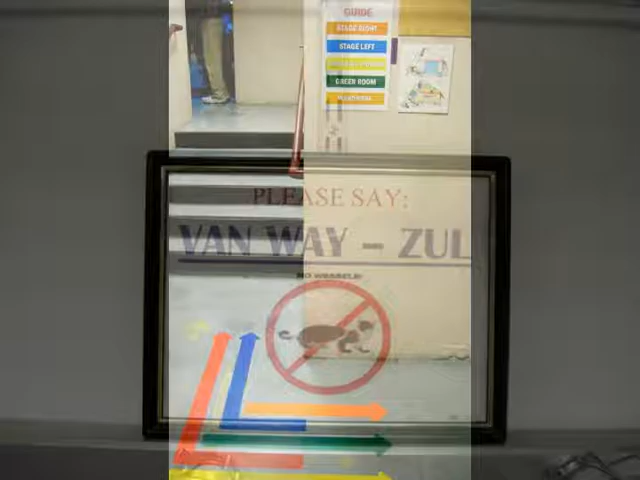 GUIDE
STAGE RIGHT
STAGE LEFT
GREEN ROOM
PLEASE SAY:
VAN WAY – ZUL
NO WEASELS!